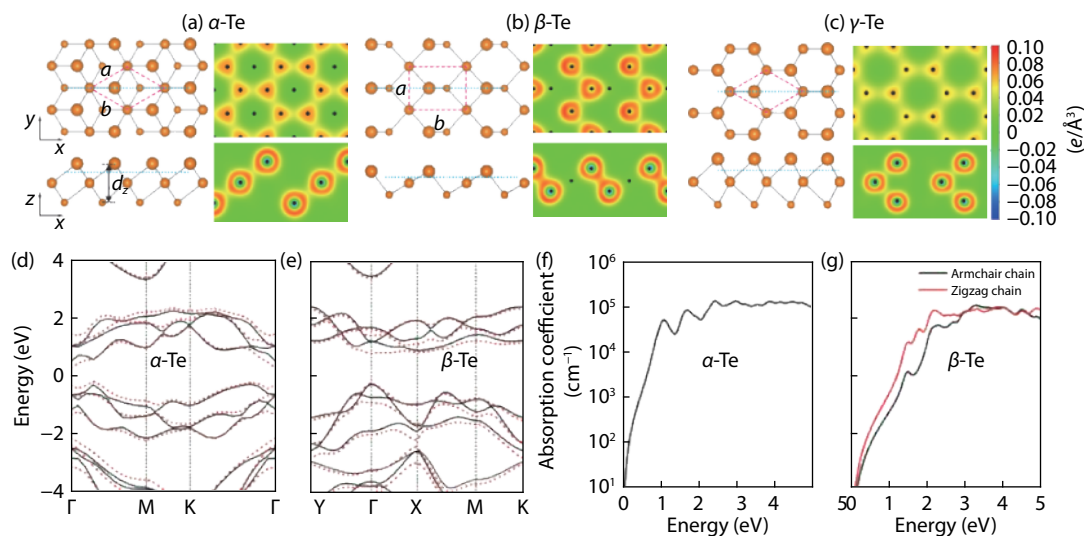 (a) α-Te
(b) β-Te
(c) γ-Te
a
b
y
x
d_z
z
x
a
b
0.10
0.08
0.06
0.04
0.02
0
−0.02
−0.04
−0.06
−0.08
−0.10
(e/Å³)
(d)
4
2
0
−2
−4
Energy (eV)
α-Te
Γ M K Γ
(e)
β-Te
Y Γ X M K
(f)
Absorption coefficient
(cm⁻¹)
10⁶
10⁵
10⁴
10³
10²
10¹
α-Te
0 1 2 3 4 5
Energy (eV)
(g)
Armchair chain
Zigzag chain
β-Te
0 1 2 3 4 5
Energy (eV)